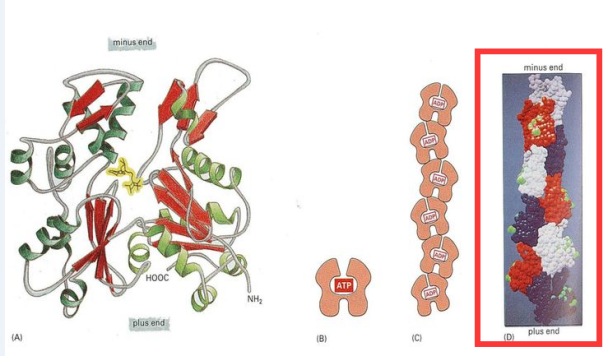 minus end
HOOC
NH₂
plus end
(A)
ATP
(B)
ADP
ADP
ADP
ADP
ADP
ADP
(C)
minus end
plus end
(D)